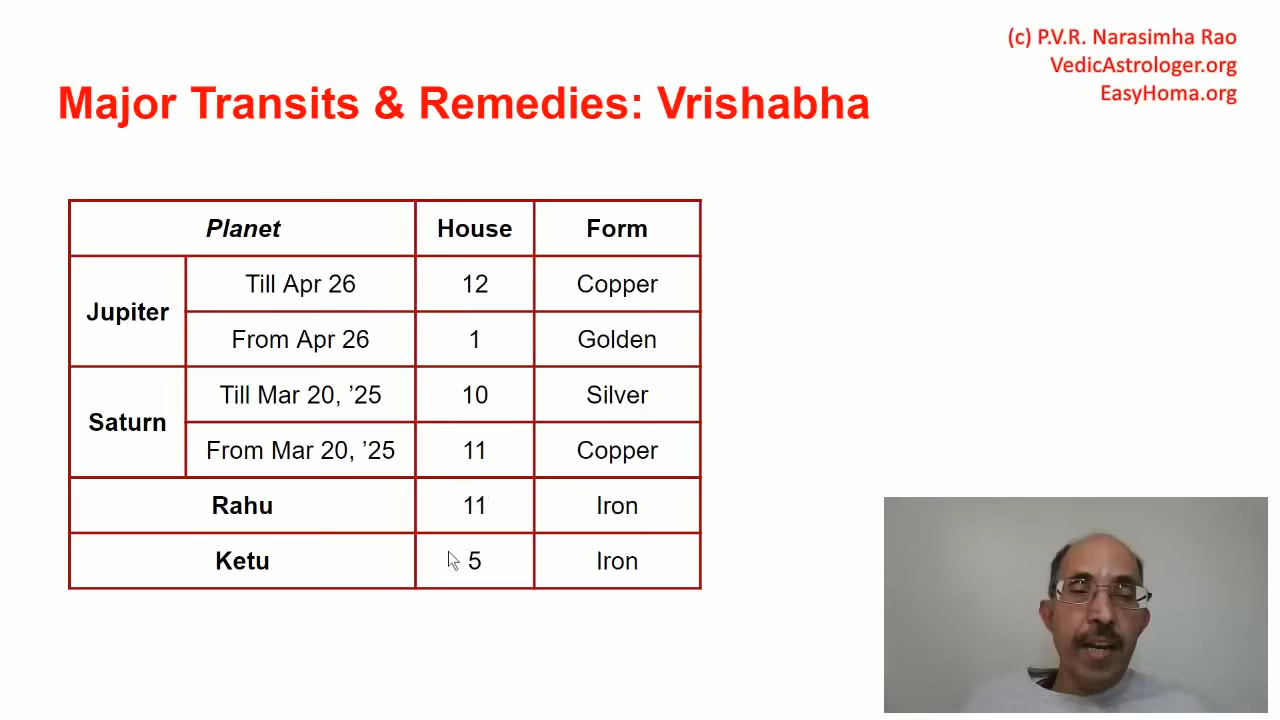 (c) P.V.R. Narasimha Rao
VedicAstrologer.org
EasyHoma.org
Major Transits & Remedies: Vrishabha
Planet House Form
Jupiter Till Apr 26 12 Copper
From Apr 26 1 Golden
Saturn Till Mar 20, ’25 10 Silver
From Mar 20, ’25 11 Copper
Rahu 11 Iron
Ketu 5 Iron